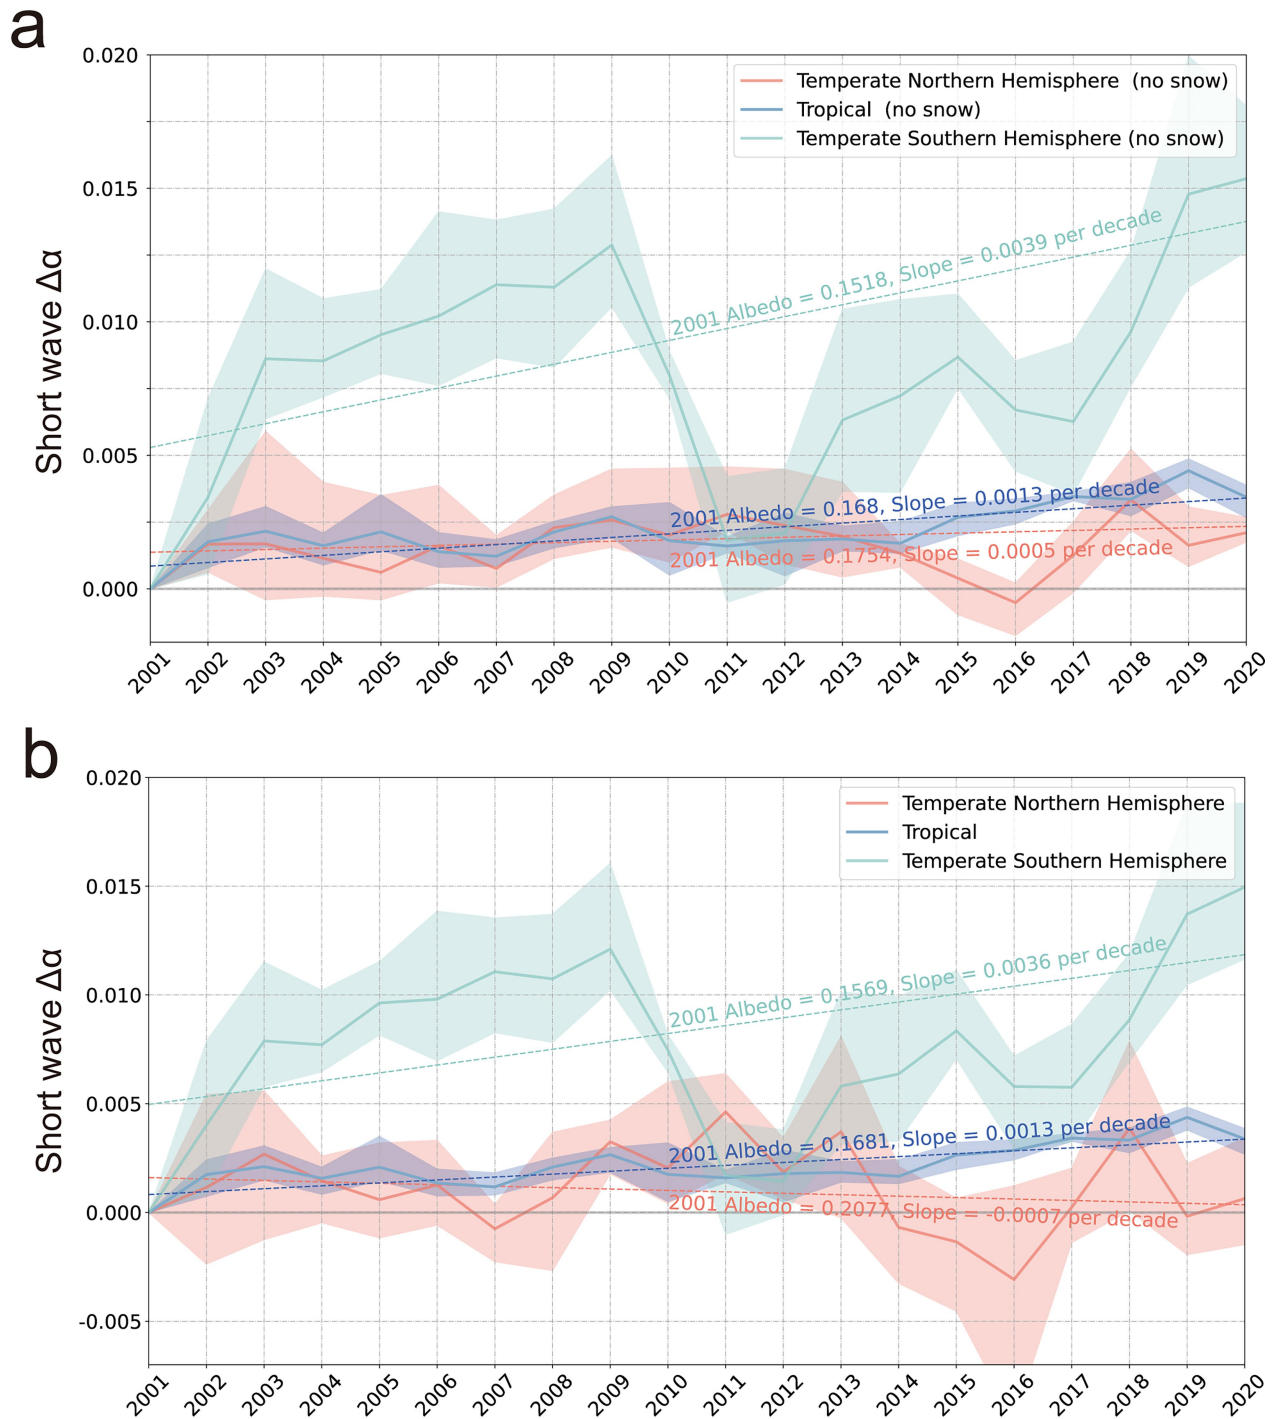 a
0.020
0.015
0.010
0.005
0.000
Short wave Δα
Temperate Northern Hemisphere (no snow)
Tropical (no snow)
Temperate Southern Hemisphere (no snow)
2001 Albedo = 0.1518, Slope = 0.0039 per decade
2001 Albedo = 0.168, Slope = 0.0013 per decade
2001 Albedo = 0.1754, Slope = 0.0005 per decade
2001 2002 2003 2004 2005 2006 2007 2008 2009 2010 2011 2012 2013 2014 2015 2016 2017 2018 2019 2020
b
0.020
0.015
0.010
0.005
0.000
-0.005
Short wave Δα
Temperate Northern Hemisphere
Tropical
Temperate Southern Hemisphere
2001 Albedo = 0.1569, Slope = 0.0036 per decade
2001 Albedo = 0.1681, Slope = 0.0013 per decade
2001 Albedo = 0.2077, Slope = -0.0007 per decade
2001 2002 2003 2004 2005 2006 2007 2008 2009 2010 2011 2012 2013 2014 2015 2016 2017 2018 2019 2020